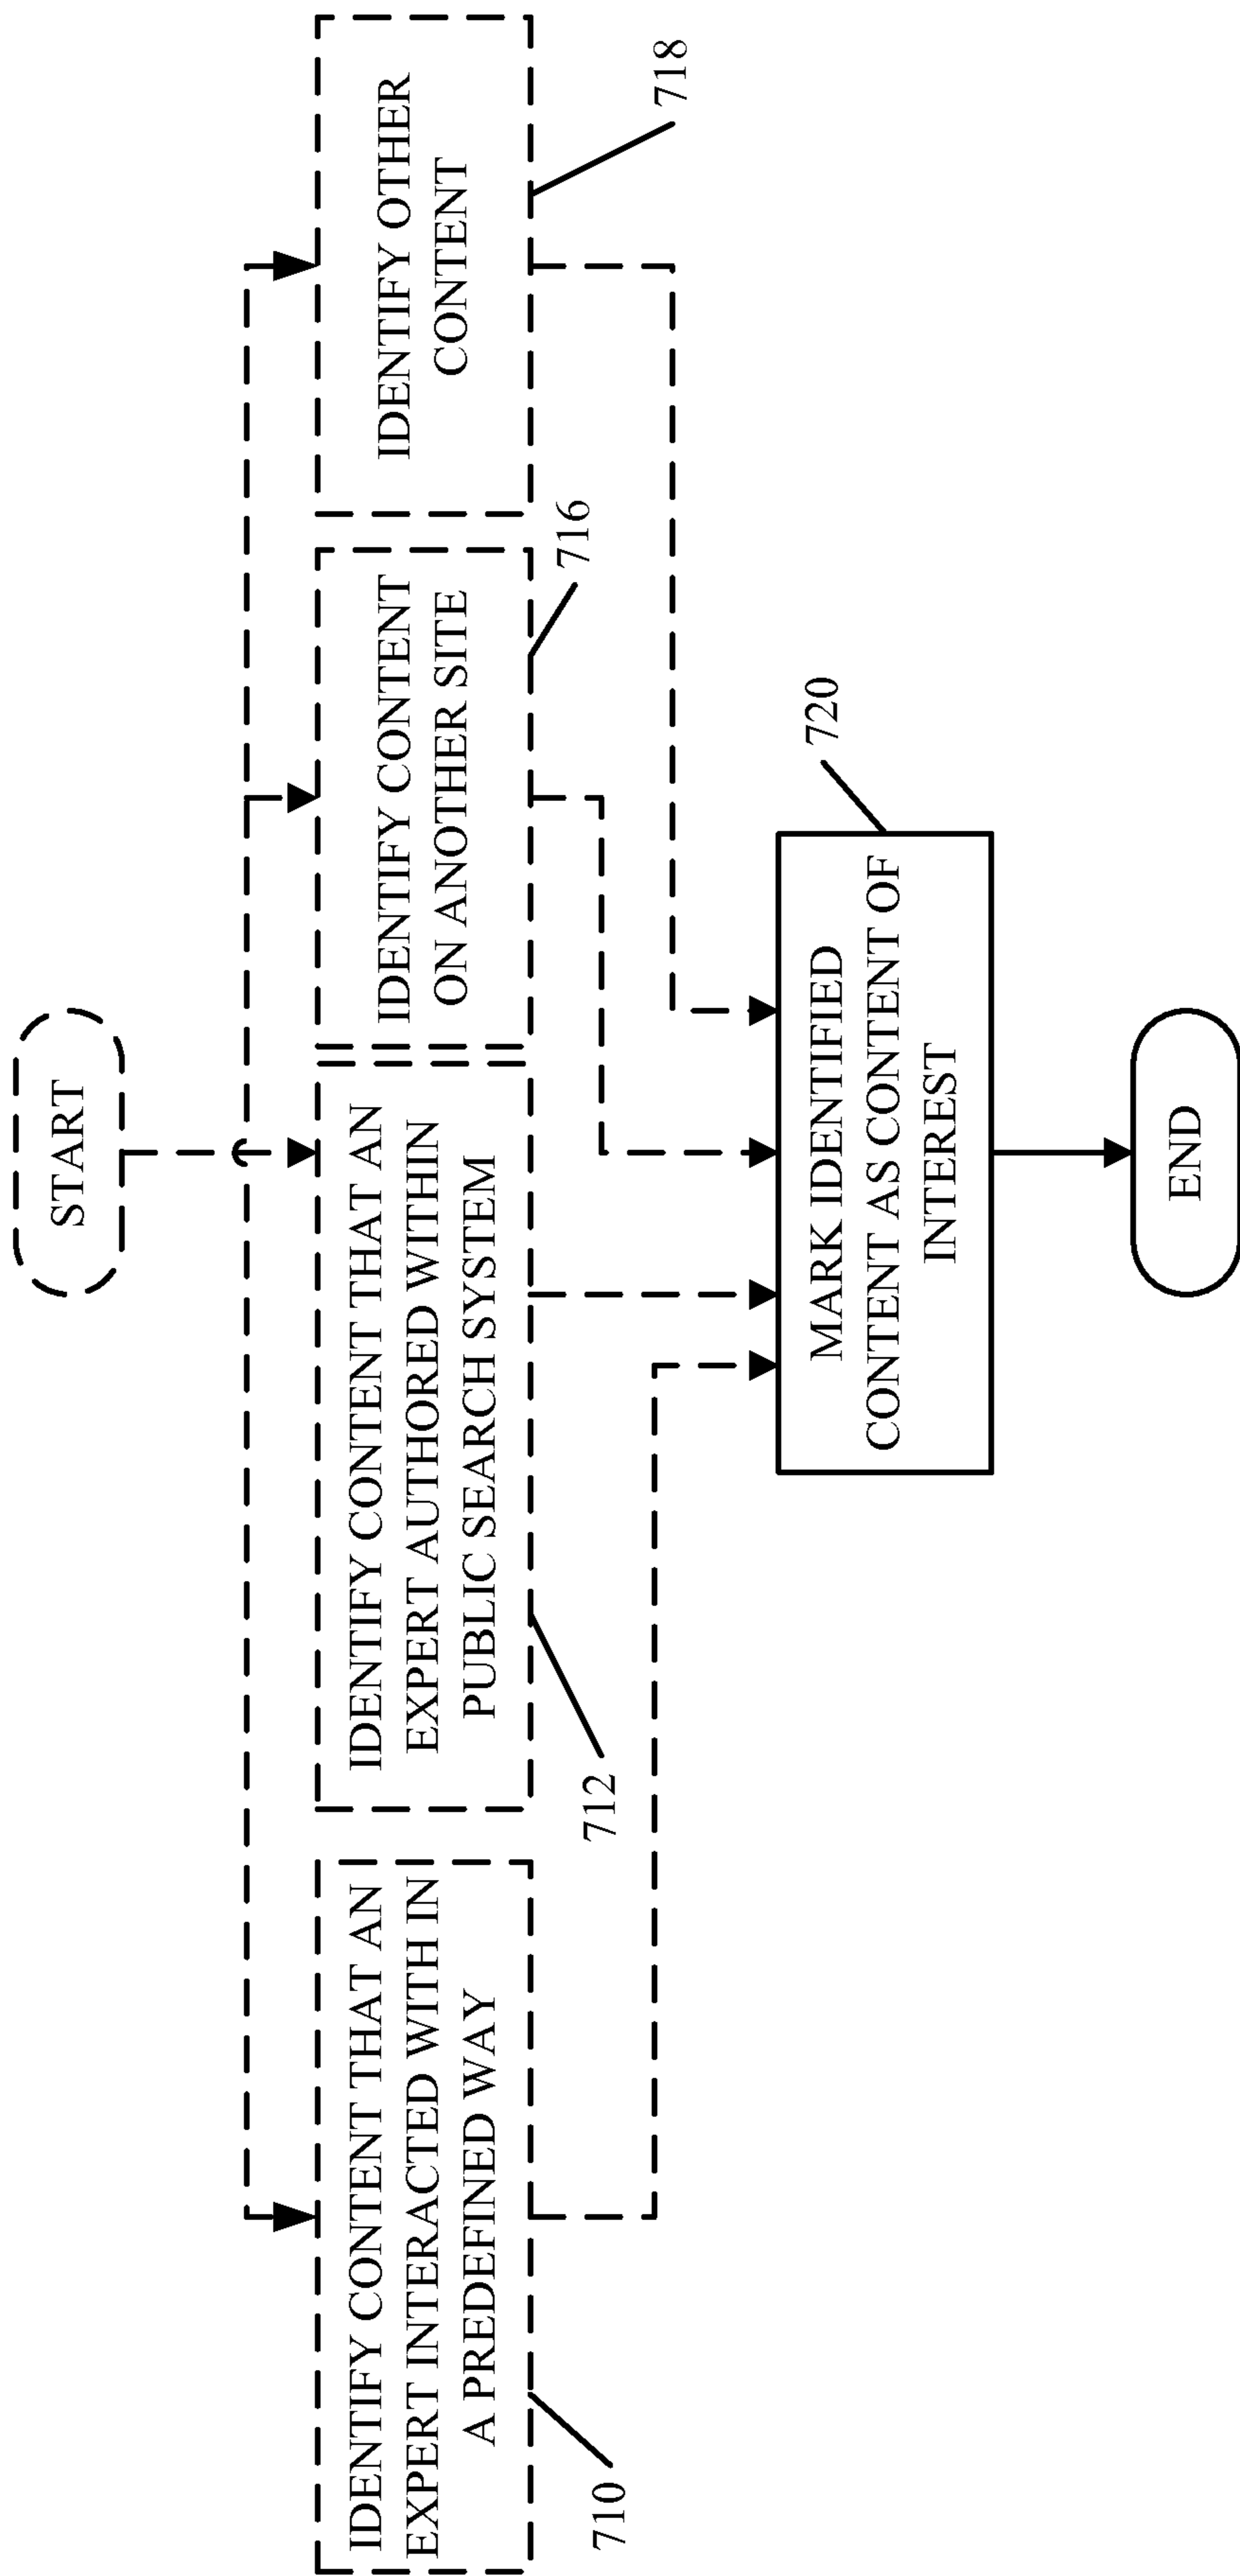 START
IDENTIFY CONTENT THAT AN
EXPERT INTERACTED WITH IN
A PREDEFINED WAY
710
IDENTIFY CONTENT THAT AN
EXPERT AUTHORED WITHIN
PUBLIC SEARCH SYSTEM
712
IDENTIFY CONTENT
ON ANOTHER SITE
716
IDENTIFY OTHER
CONTENT
718
MARK IDENTIFIED
CONTENT AS CONTENT OF
INTEREST
720
END